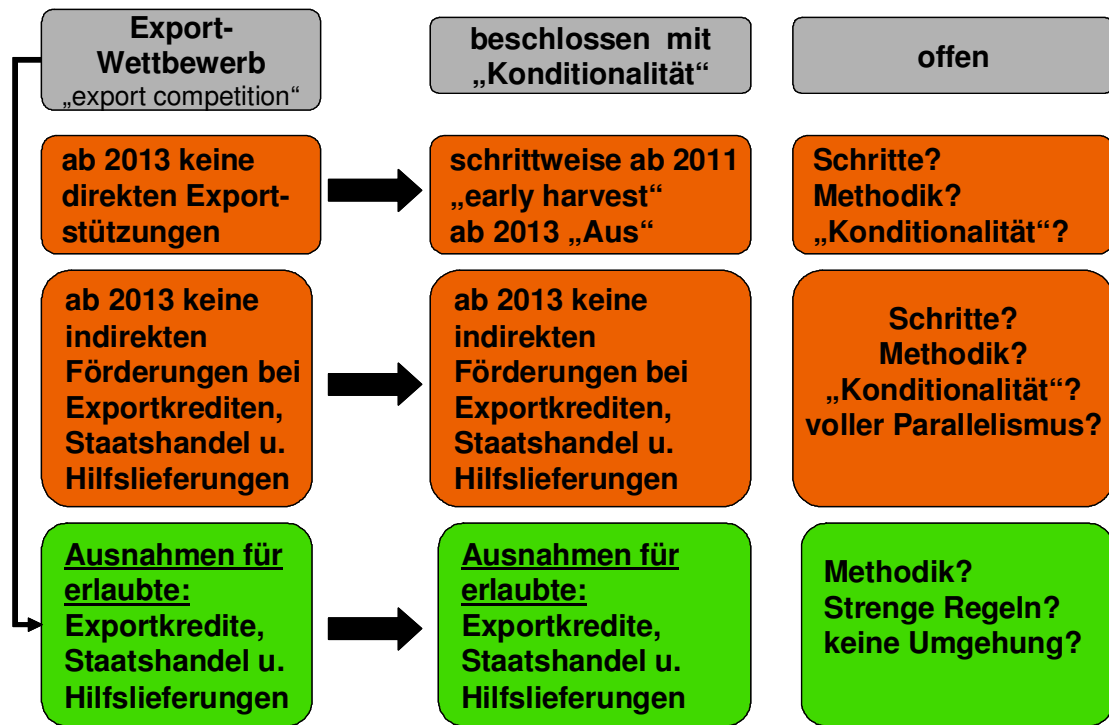 Export-
Wettbewerb
„export competition“
beschlossen mit
„Konditionalität“
offen
ab 2013 keine
direkten Export-
stützungen
schrittweise ab 2011
„early harvest“
ab 2013 „Aus“
Schritte?
Methodik?
„Konditionalität“?
ab 2013 keine
indirekten
Förderungen bei
Exportkrediten,
Staatshandel u.
Hilfslieferungen
ab 2013 keine
indirekten
Förderungen bei
Exportkrediten,
Staatshandel u.
Hilfslieferungen
Schritte?
Methodik?
„Konditionalität“?
voller Parallelismus?
Ausnahmen für
erlaubte:
Exportkredite,
Staatshandel u.
Hilfslieferungen
Ausnahmen für
erlaubte:
Exportkredite,
Staatshandel u.
Hilfslieferungen
Methodik?
Strenge Regeln?
keine Umgehung?